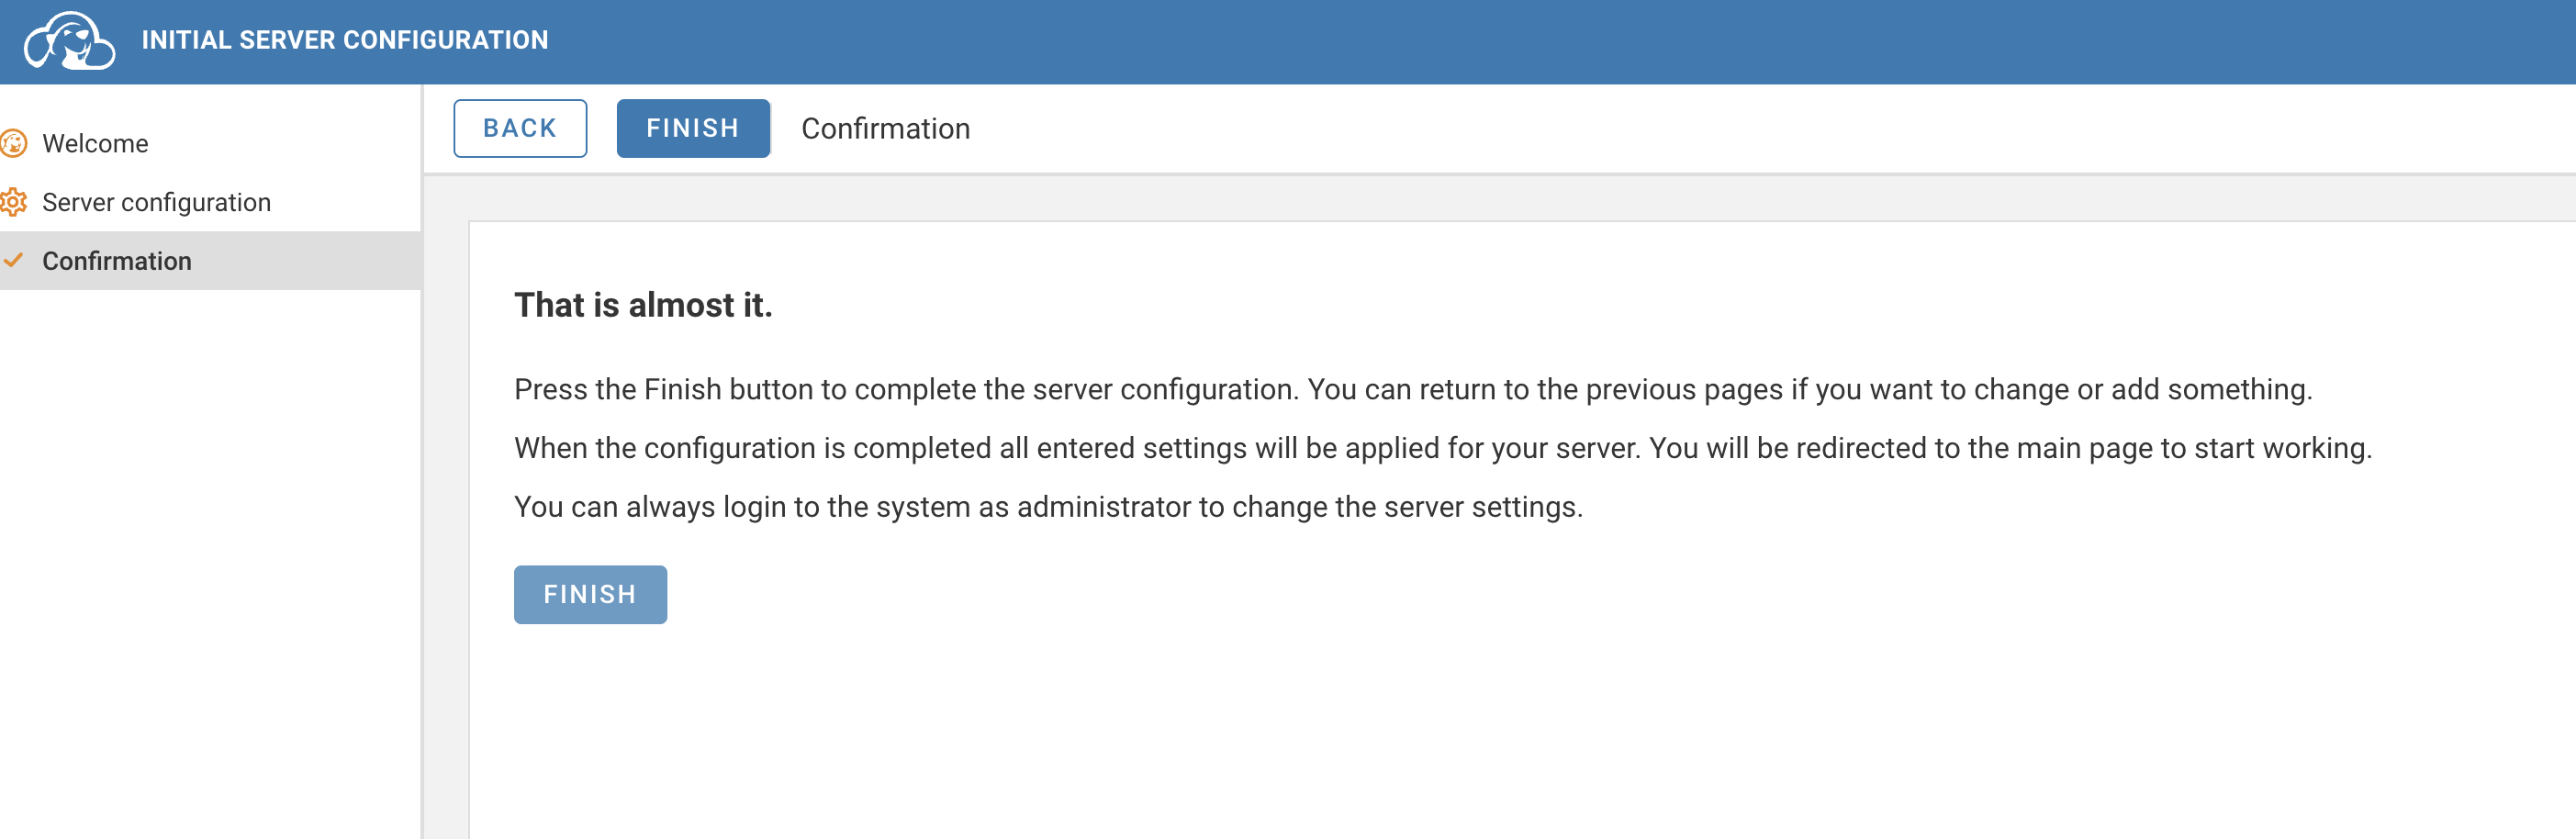 INITIAL SERVER CONFIGURATION
Welcome
Server configuration
Confirmation
BACK
FINISH
Confirmation
That is almost it.
Press the Finish button to complete the server configuration. You can return to the previous pages if you want to change or add something.
When the configuration is completed all entered settings will be applied for your server. You will be redirected to the main page to start working.
You can always login to the system as administrator to change the server settings.
FINISH